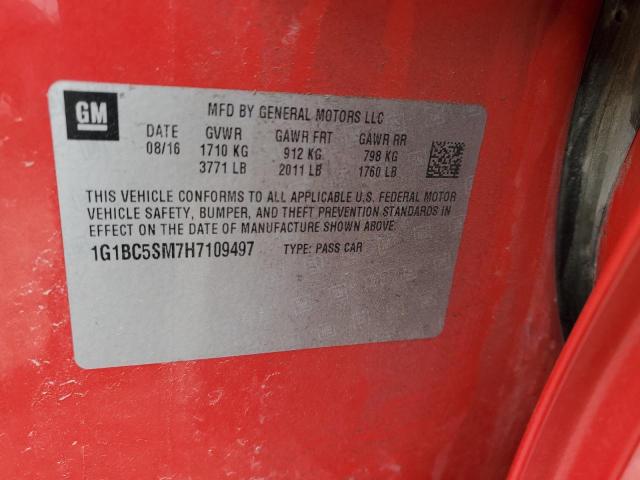 GM
MFD BY GENERAL MOTORS LLC
DATE GVWR GAWR FRT GAWR RR
08/16 1710 KG 912 KG 798 KG
3771 LB 2011 LB 1760 LB
THIS VEHICLE CONFORMS TO ALL APPLICABLE U.S. FEDERAL MOTOR
VEHICLE SAFETY, BUMPER, AND THEFT PREVENTION STANDARDS IN
EFFECT ON THE DATE OF MANUFACTURE SHOWN ABOVE.
1G1BC5SM7H7109497 TYPE: PASS CAR